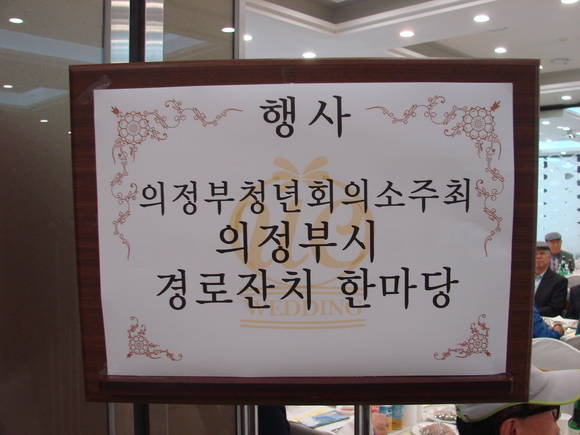 행사
의정부청년회의소주최
의정부시
경로잔치 한마당
WEDDING